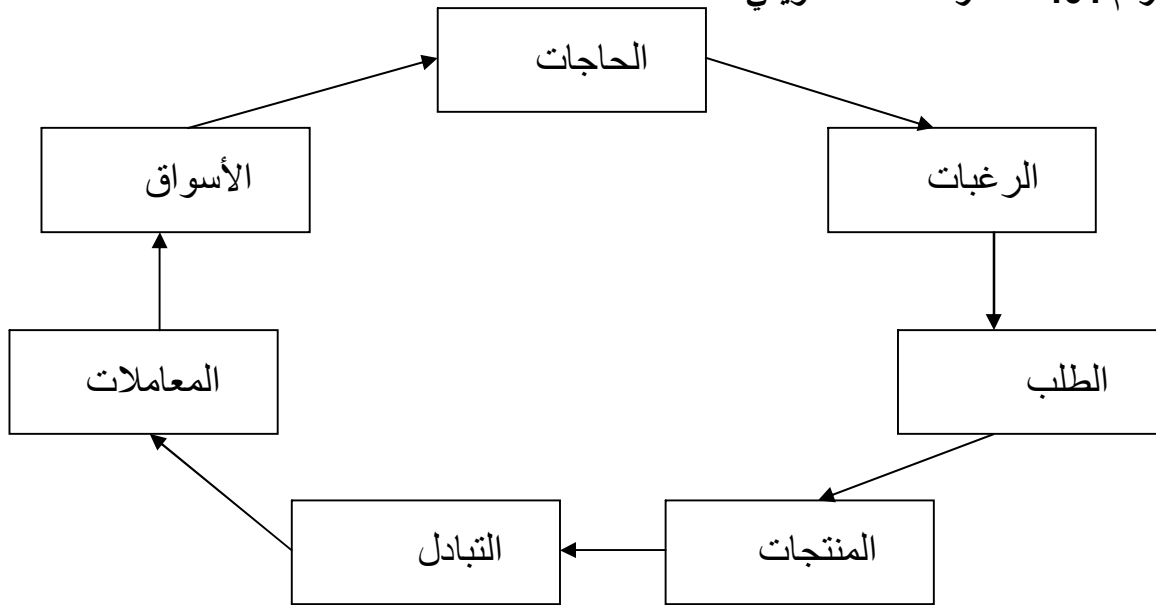 الحاجات
الرغبات
الطلب
المنتجات
التبادل
المعاملات
الأسواق